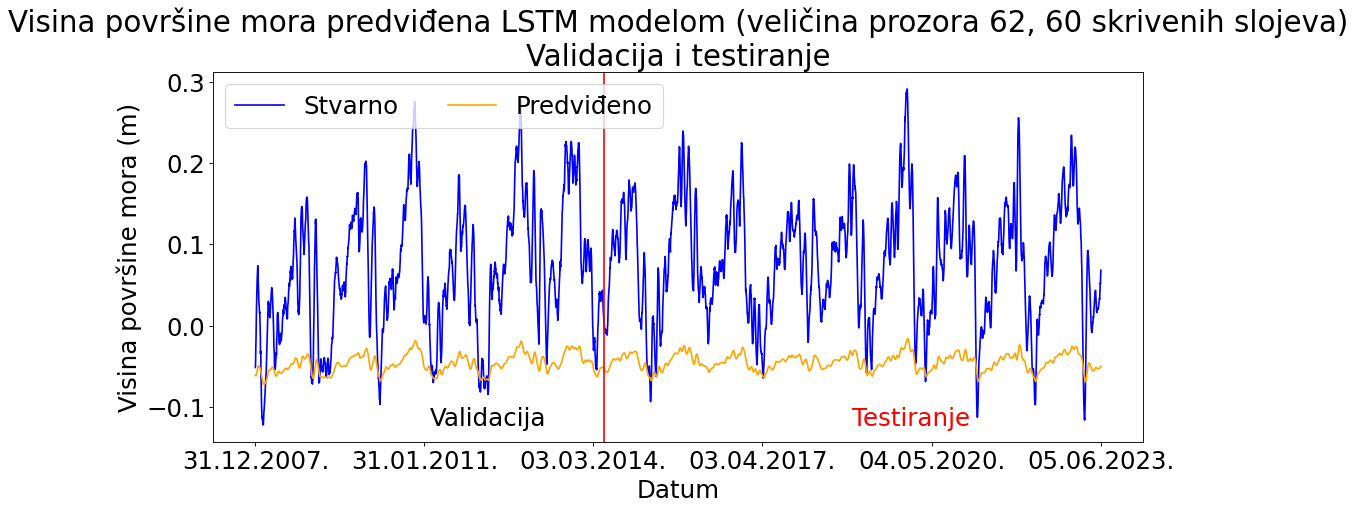 Visina površine mora predviđena LSTM modelom (veličina prozora 62, 60 skrivenih slojeva)
Validacija i testiranje
Stvarno
Predviđeno
Visina površine mora (m)
0.3
0.2
0.1
0.0
−0.1
Validacija
Testiranje
31.12.2007.
31.01.2011.
03.03.2014.
03.04.2017.
04.05.2020.
05.06.2023.
Datum